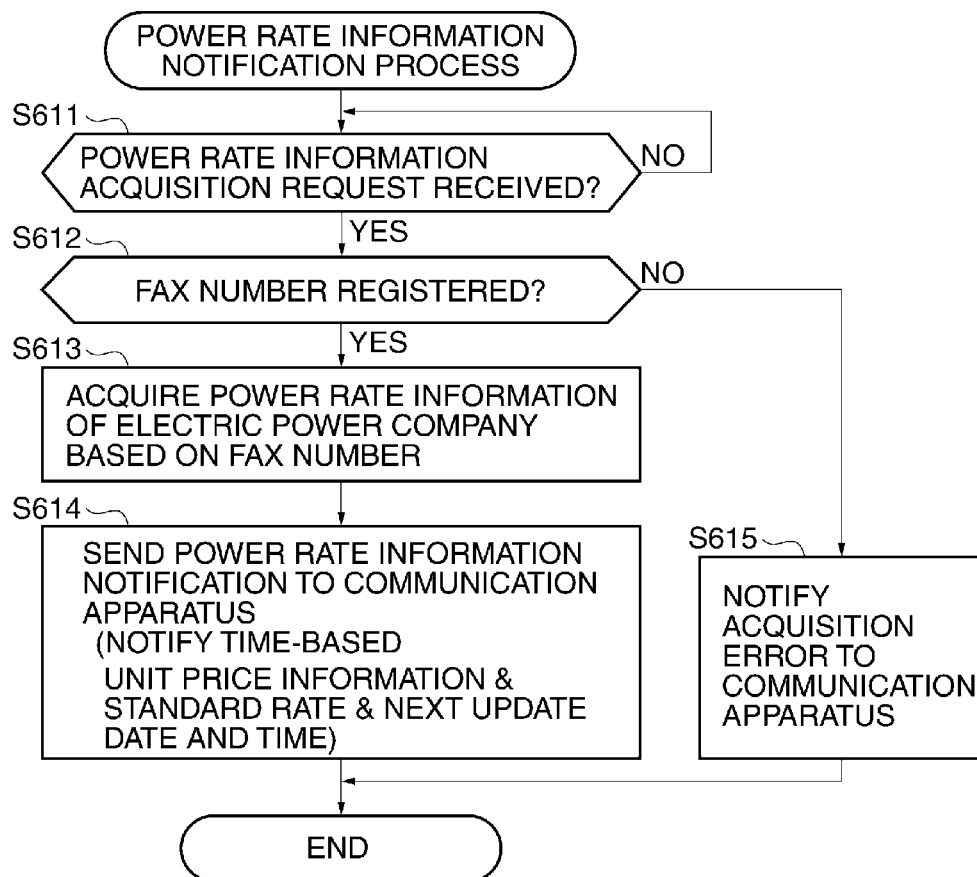 POWER RATE INFORMATION
NOTIFICATION PROCESS
S611
POWER RATE INFORMATION
ACQUISITION REQUEST RECEIVED?
NO
YES
S612
FAX NUMBER REGISTERED?
NO
YES
S613
ACQUIRE POWER RATE INFORMATION
OF ELECTRIC POWER COMPANY
BASED ON FAX NUMBER
S614
SEND POWER RATE INFORMATION
NOTIFICATION TO COMMUNICATION
APPARATUS
(NOTIFY TIME-BASED
UNIT PRICE INFORMATION &
STANDARD RATE & NEXT UPDATE
DATE AND TIME)
S615
NOTIFY
ACQUISITION
ERROR TO
COMMUNICATION
APPARATUS
END